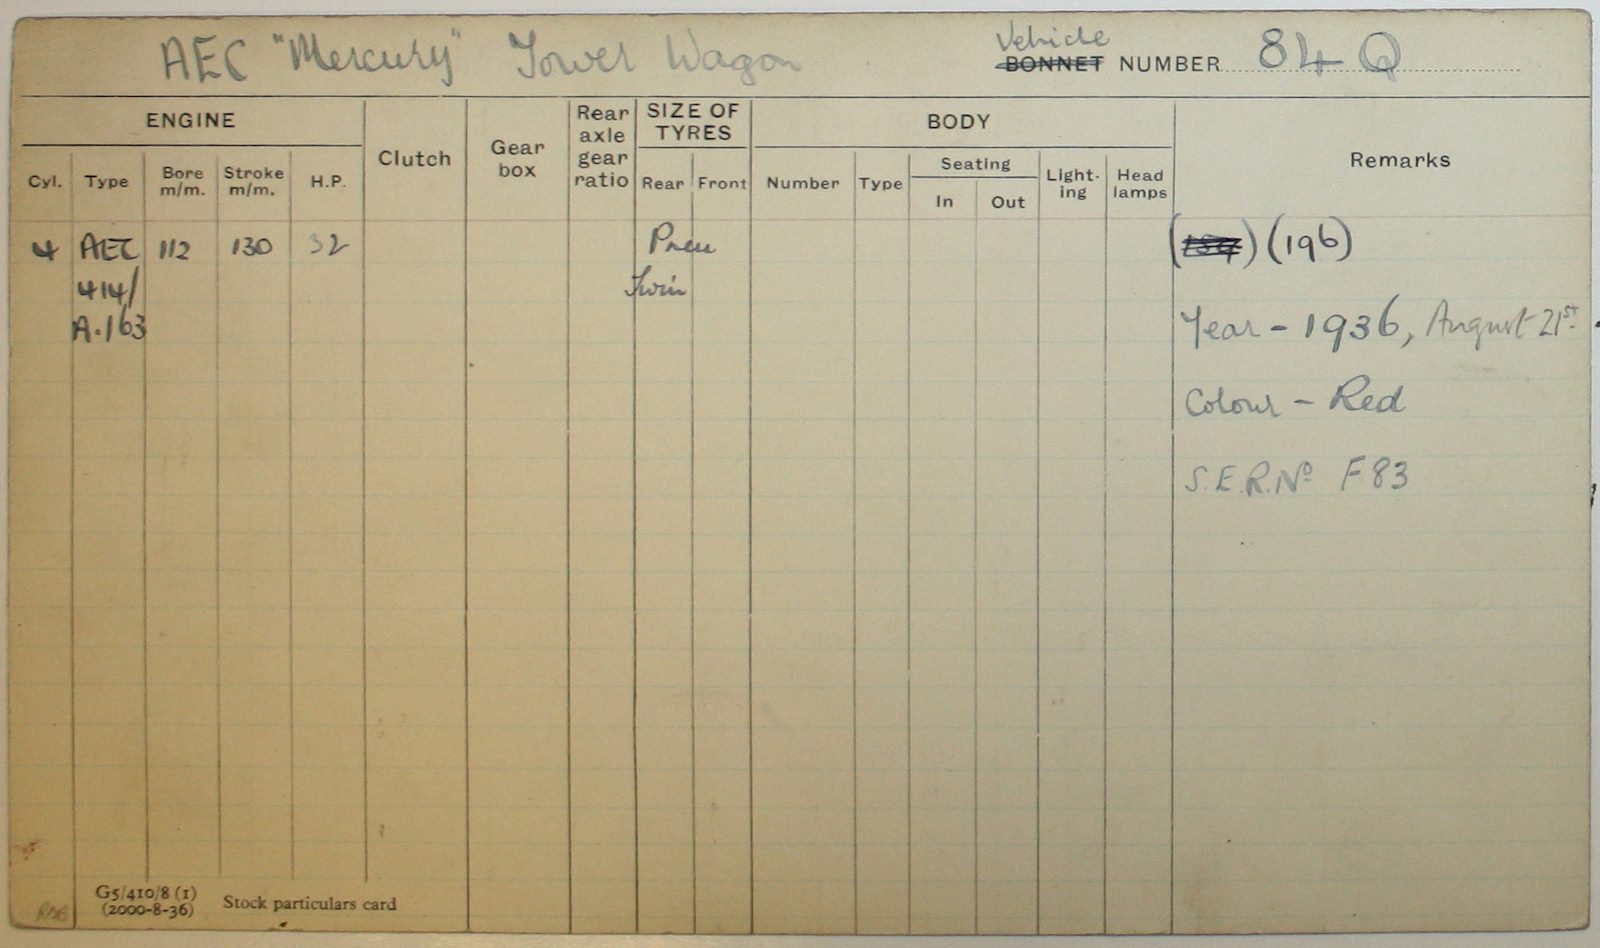 AEC "Mercury" Tower Wagon
Vehicle
BONNET NUMBER 84 Q
ENGINE
Clutch
Gear box
Rear axle gear ratio
SIZE OF TYRES
BODY
Remarks
Cyl. Type Bore m/m. Stroke m/m. H.P.
Rear Front
Number Type
Seating
In Out
Light-ing
Head lamps
4 AEC 112 130 32 Pneu (196)
414/ Twin
A.163
Year - 1936, August 21st
Colour - Red
S.E.R.No F83
G5/410/8 (1)
(2000-8-36)
Stock particulars card